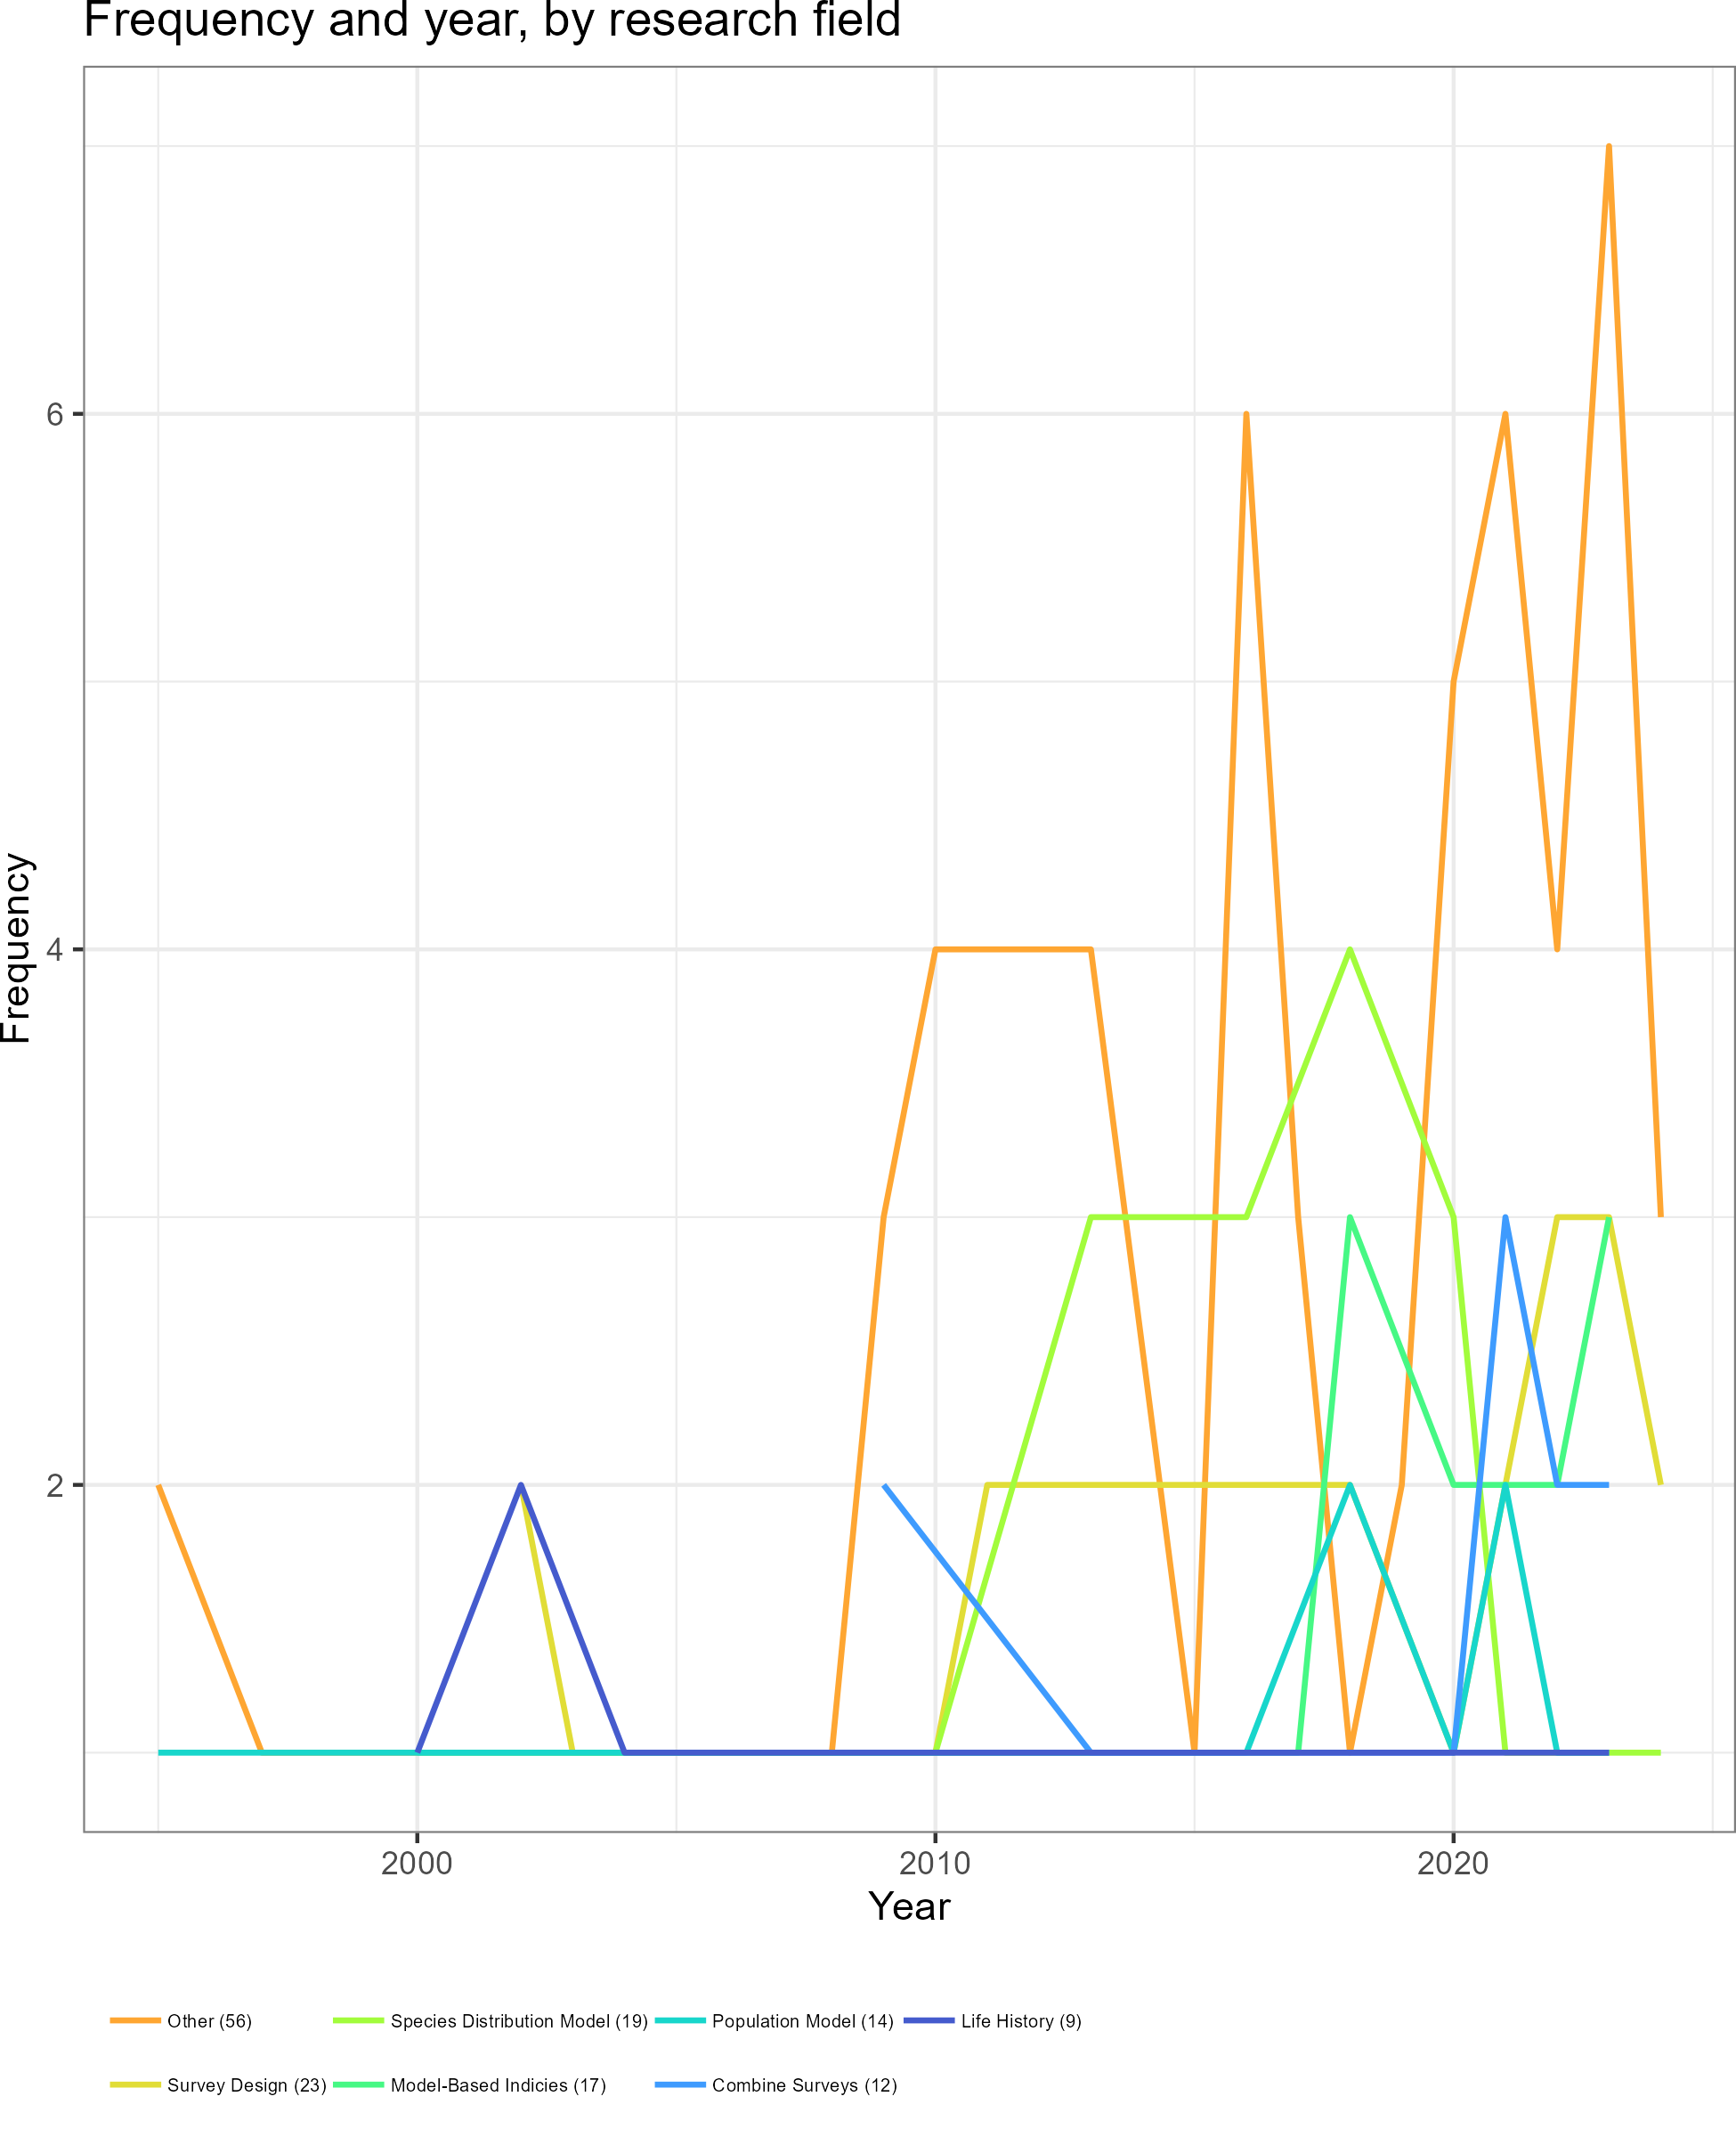 Frequency and year, by research field
Frequency
6
4
2
2000 2010 2020
Year
Other (56) Species Distribution Model (19) Population Model (14) Life History (9)
Survey Design (23) Model-Based Indicies (17) Combine Surveys (12)